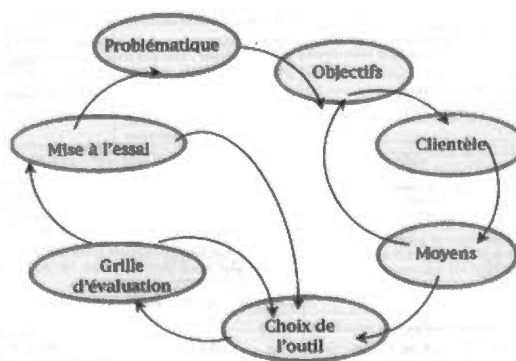 Problématique
Objectifs
Clientèle
Mise à l'essai
Moyens
Grille
d'évaluation
Choix de
l'outil